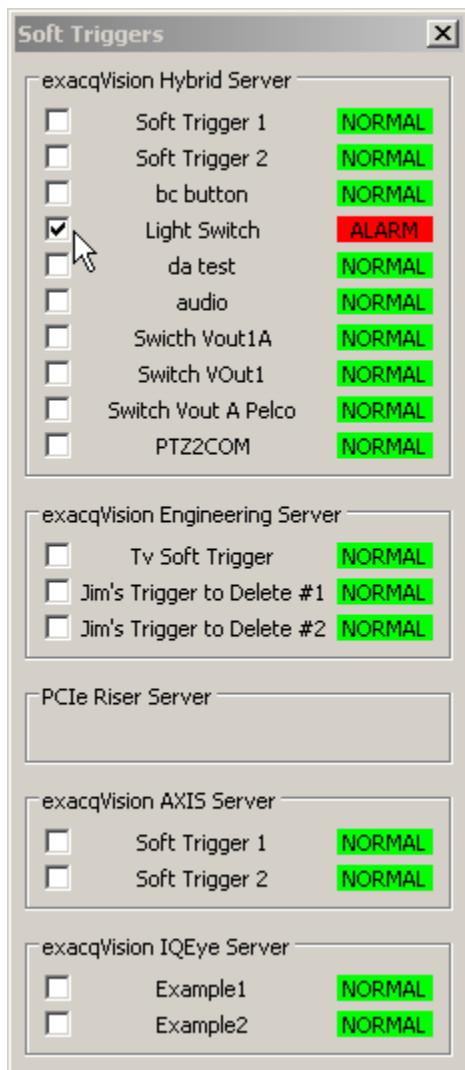 Soft Triggers
exacqVision Hybrid Server
Soft Trigger 1 NORMAL
Soft Trigger 2 NORMAL
bc button NORMAL
Light Switch ALARM
da test NORMAL
audio NORMAL
Swicth Vout1A NORMAL
Switch VOut1 NORMAL
Switch Vout A Pelco NORMAL
PTZ2COM NORMAL
exacqVision Engineering Server
Tv Soft Trigger NORMAL
Jim's Trigger to Delete #1 NORMAL
Jim's Trigger to Delete #2 NORMAL
PCIe Riser Server
exacqVision AXIS Server
Soft Trigger 1 NORMAL
Soft Trigger 2 NORMAL
exacqVision IQEye Server
Example1 NORMAL
Example2 NORMAL